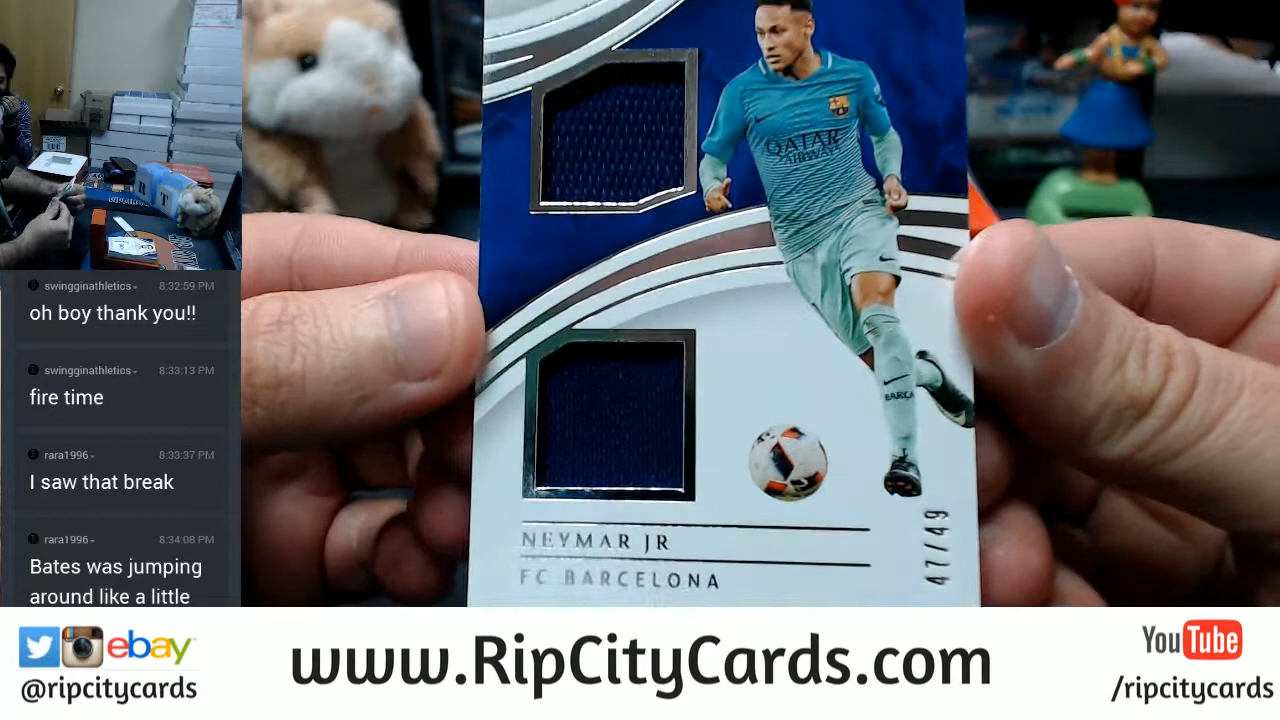 swingginathletics 8:32:59 PM
oh boy thank you!!
swingginathletics 8:33:13 PM
fire time
rara1996 8:33:37 PM
I saw that break
rara1996 8:34:08 PM
Bates was jumping
around like a little
QATAR
AIRWAYS
BARÇA
NEYMAR JR
FC BARCELONA
47/49
R
T
ebay
@ripcitycards
www.RipCityCards.com
YouTube
/ripcitycards